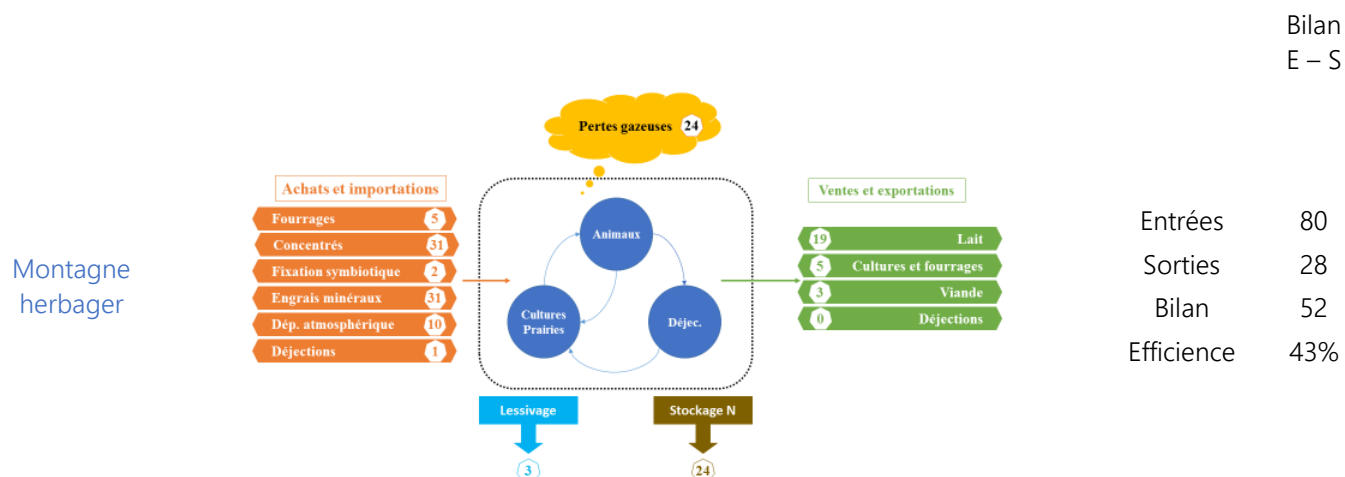 Bilan
E – S
Pertes gazeuses 24
Achats et importations
Fourrages 5
Concentrés 31
Fixation symbiotique 2
Engrais minéraux 31
Dép. atmosphérique 10
Déjections 1
Animaux
Cultures
Prairies
Déjec.
Ventes et exportations
19 Lait
5 Cultures et fourrages
3 Viande
0 Déjections
Montagne
herbager
Entrées 80
Sorties 28
Bilan 52
Efficience 43%
Lessivage
3
Stockage N
24